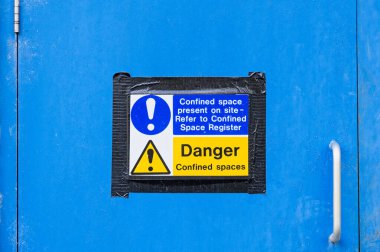 Confined space
present on site-
Refer to Confined
Space Register
Danger
Confined spaces